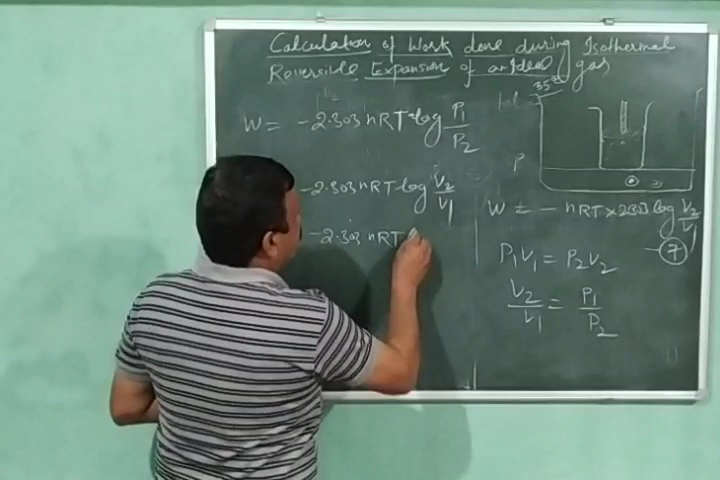 Calculation of Work done during Isothermal
Reversible Expansion of an Ideal gas
W = -2.303 nRT log P1/P2
-2.303 nRT log V2/V1
-2.303 nRT
35°C
P
W = - nRT × 2.303 log V2/V1
7
P1V1 = P2V2
V2/V1 = P1/P2